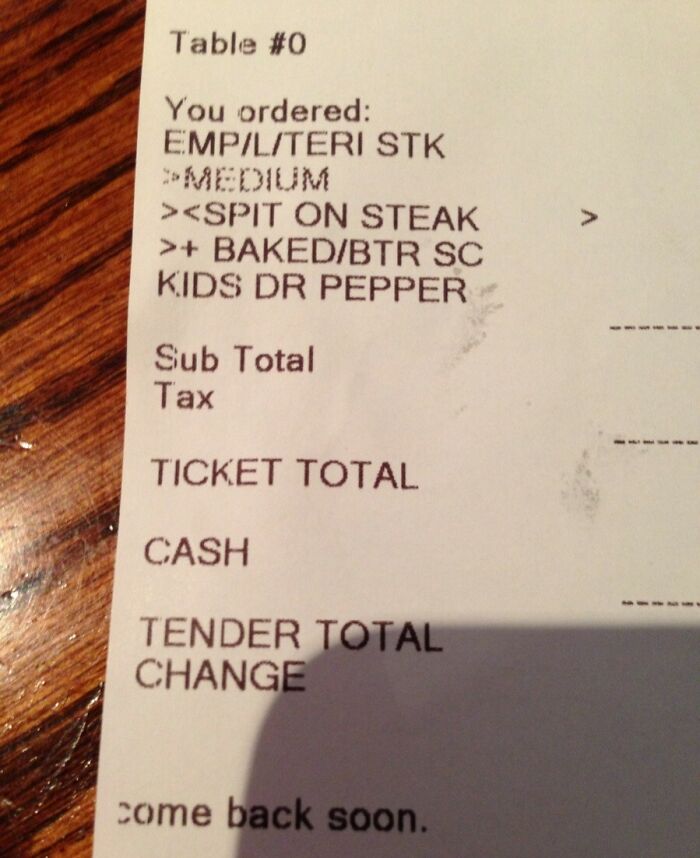 Table #0
You ordered:
EMP/L/TERI STK
>MEDIUM
><SPIT ON STEAK >
>+ BAKED/BTR SC
KIDS DR PEPPER
Sub Total
Tax
TICKET TOTAL
CASH
TENDER TOTAL
CHANGE
come back soon.